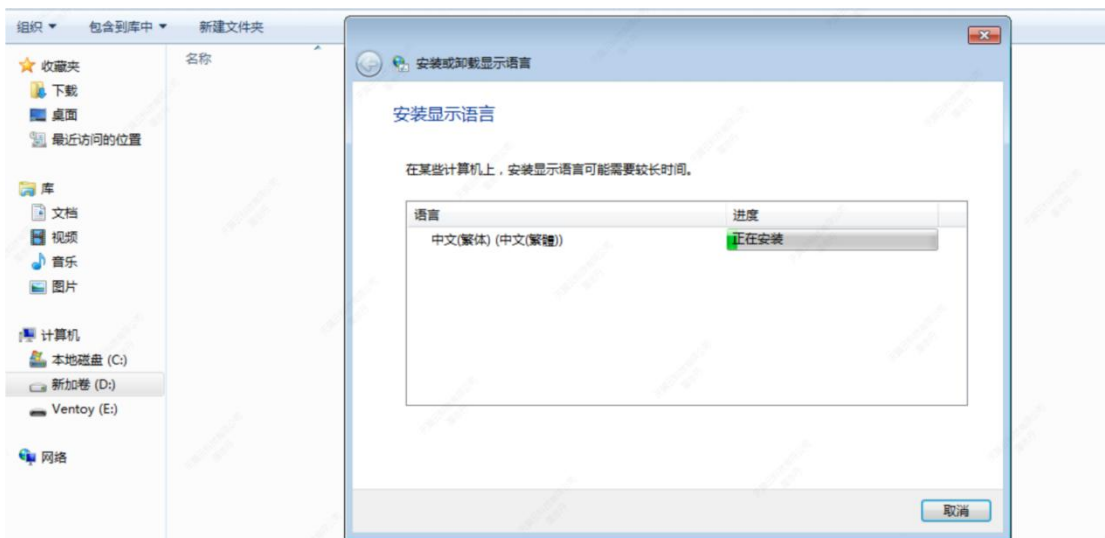 组织 包含到库中 新建文件夹
收藏夹
下载
桌面
最近访问的位置
库
文档
视频
音乐
图片
计算机
本地磁盘 (C:)
新加卷 (D:)
Ventoy (E:)
网络
名称
安装或卸载显示语言
安装显示语言
在某些计算机上，安装显示语言可能需要较长时间。
语言 进度
中文(繁体) (中文(繁體)) 正在安装
取消